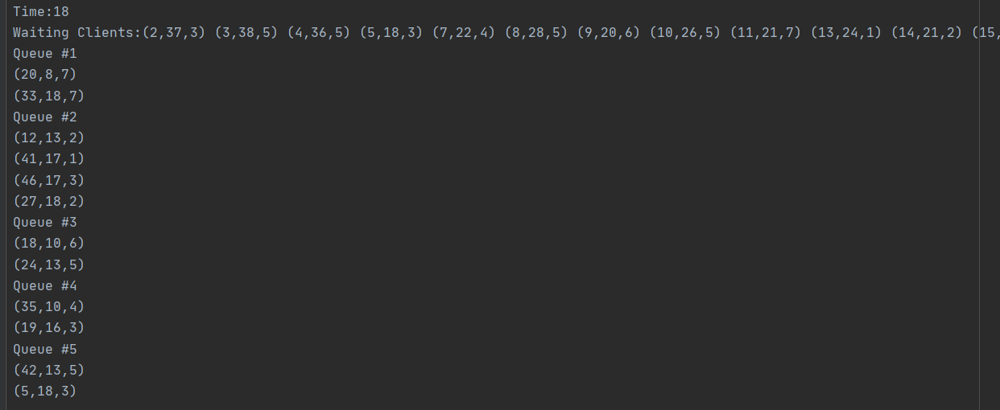 Time:18
Waiting Clients:(2,37,3) (3,38,5) (4,36,5) (5,18,3) (7,22,4) (8,28,5) (9,20,6) (10,26,5) (11,21,7) (13,24,1) (14,21,2) (15,
Queue #1
(20,8,7)
(33,18,7)
Queue #2
(12,13,2)
(41,17,1)
(46,17,3)
(27,18,2)
Queue #3
(18,10,6)
(24,13,5)
Queue #4
(35,10,4)
(19,16,3)
Queue #5
(42,13,5)
(5,18,3)